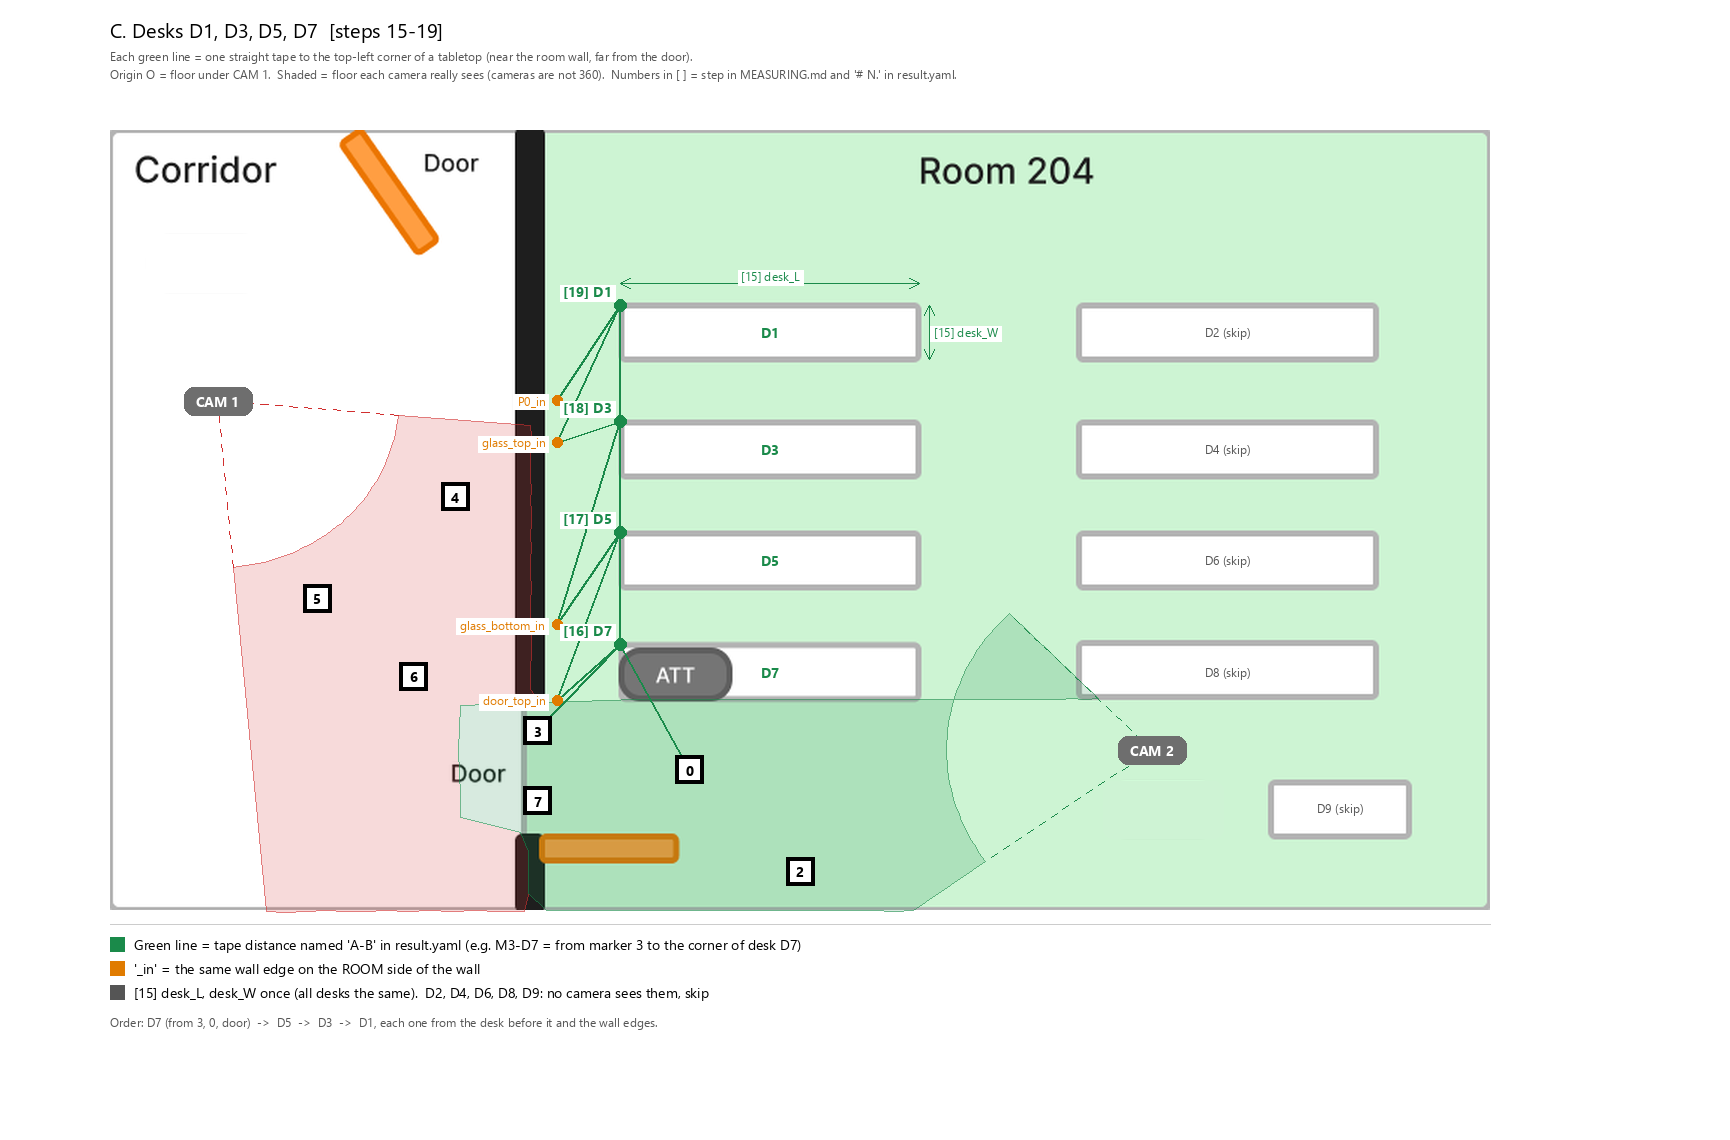 C. Desks D1, D3, D5, D7  [steps 15-19]
Each green line = one straight tape to the top-left corner of a tabletop (near the room wall, far from the door).
Origin O = floor under CAM 1.  Shaded = floor each camera really sees (cameras are not 360).  Numbers in [ ] = step in MEASURING.md and '# N.' in result.yaml.
Corridor
Door
Room 204
[15] desk_L
[19] D1
D1
[15] desk_W
D2 (skip)
CAM 1
P0_in
[18] D3
glass_top_in
D3
D4 (skip)
4
[17] D5
D5
D6 (skip)
5
glass_bottom_in
[16] D7
6
ATT
D7
D8 (skip)
door_top_in
3
CAM 2
Door
0
7
D9 (skip)
2
Green line = tape distance named 'A-B' in result.yaml (e.g. M3-D7 = from marker 3 to the corner of desk D7)
'_in' = the same wall edge on the ROOM side of the wall
[15] desk_L, desk_W once (all desks the same).  D2, D4, D6, D8, D9: no camera sees them, skip
Order: D7 (from 3, 0, door)  ->  D5  ->  D3  ->  D1, each one from the desk before it and the wall edges.